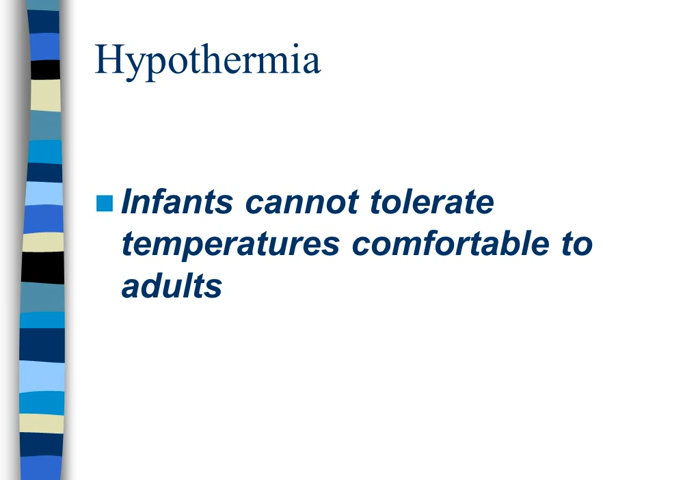 Hypothermia
Infants cannot tolerate
temperatures comfortable to
adults